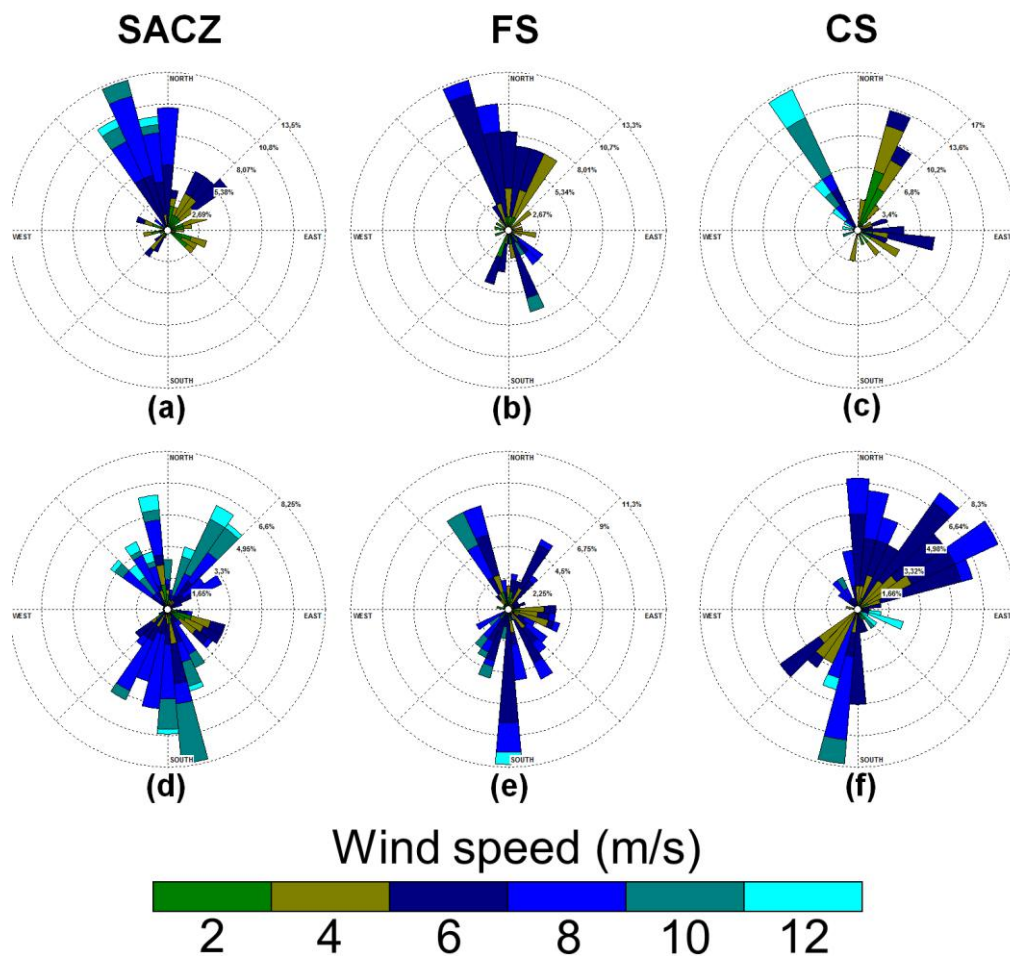 SACZ FS CS
NORTH NORTH NORTH
13,5% 13,3% 17%
10,8% 10,7% 13,6%
8,07% 8,01% 10,2%
5,38% 5,34% 6,8%
2,69% 2,67% 3,4%
WEST EAST WEST EAST WEST EAST
SOUTH SOUTH SOUTH
(a) (b) (c)
NORTH NORTH NORTH
8,25% 11,3% 8,3%
6,6% 9% 6,64%
4,95% 6,75% 4,98%
3,3% 4,5% 3,32%
1,65% 2,25% 1,66%
WEST EAST WEST EAST WEST EAST
SOUTH SOUTH SOUTH
(d) (e) (f)
Wind speed (m/s)
2 4 6 8 10 12